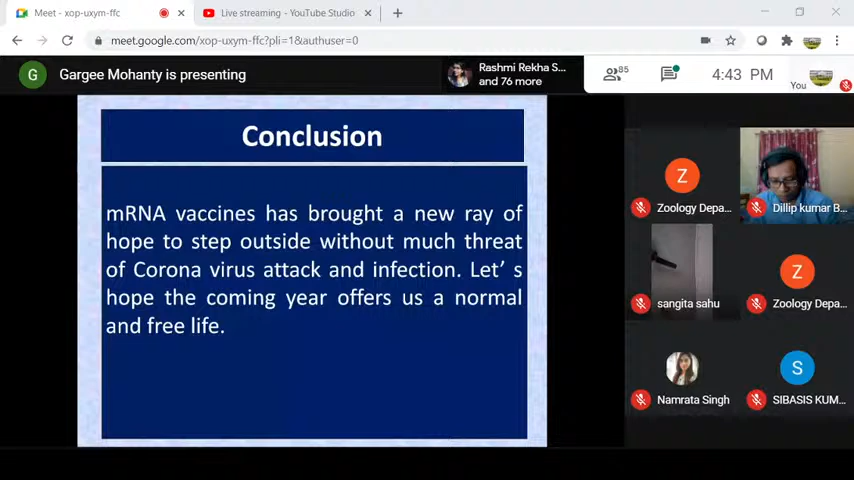 Meet - xop-uxym-ffc
Live streaming - YouTube Studio
meet.google.com/xop-uxym-ffc?pli=1&authuser=0
G
Gargee Mohanty is presenting
Rashmi Rekha S...
and 76 more
85
4:43 PM
You
Conclusion
mRNA vaccines has brought a new ray of
hope to step outside without much threat
of Corona virus attack and infection. Let' s
hope the coming year offers us a normal
and free life.
Z
Zoology Depa...
Dillip kumar B...
sangita sahu
Z
Zoology Depa...
Namrata Singh
S
SIBASIS KUM...